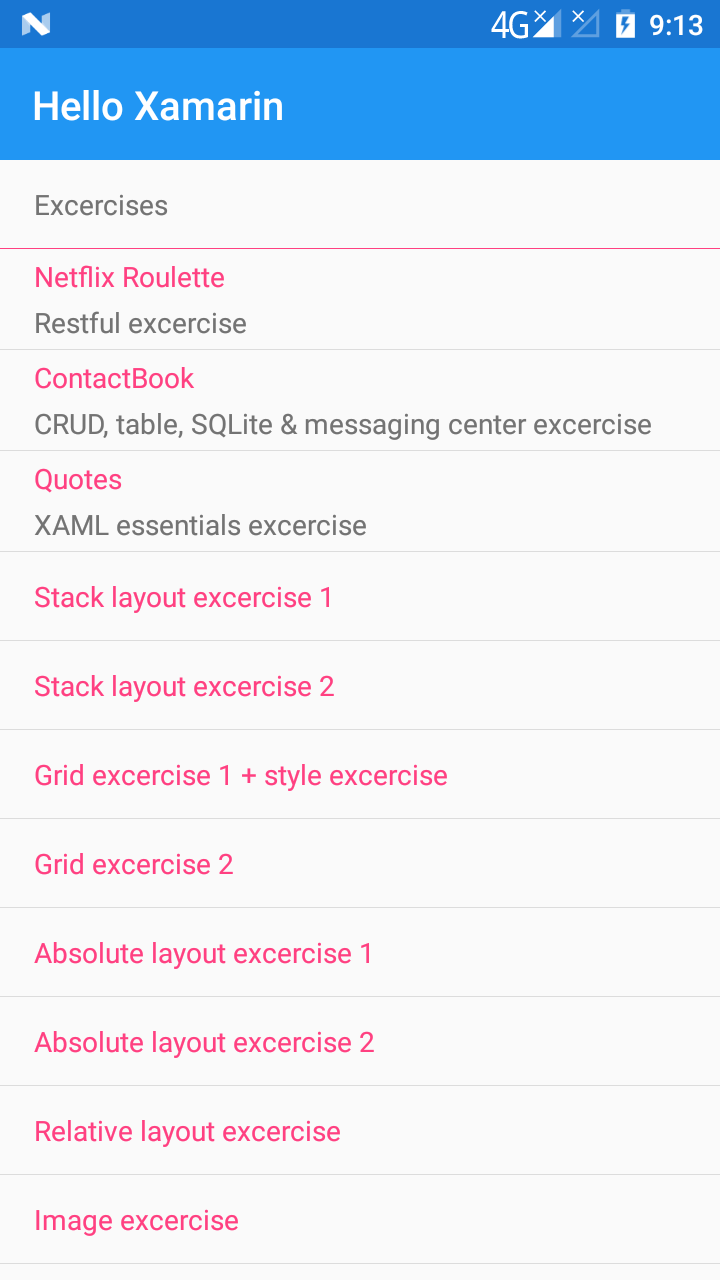 4G 9:13
Hello Xamarin
Excercises
Netflix Roulette
Restful excercise
ContactBook
CRUD, table, SQLite & messaging center excercise
Quotes
XAML essentials excercise
Stack layout excercise 1
Stack layout excercise 2
Grid excercise 1 + style excercise
Grid excercise 2
Absolute layout excercise 1
Absolute layout excercise 2
Relative layout excercise
Image excercise